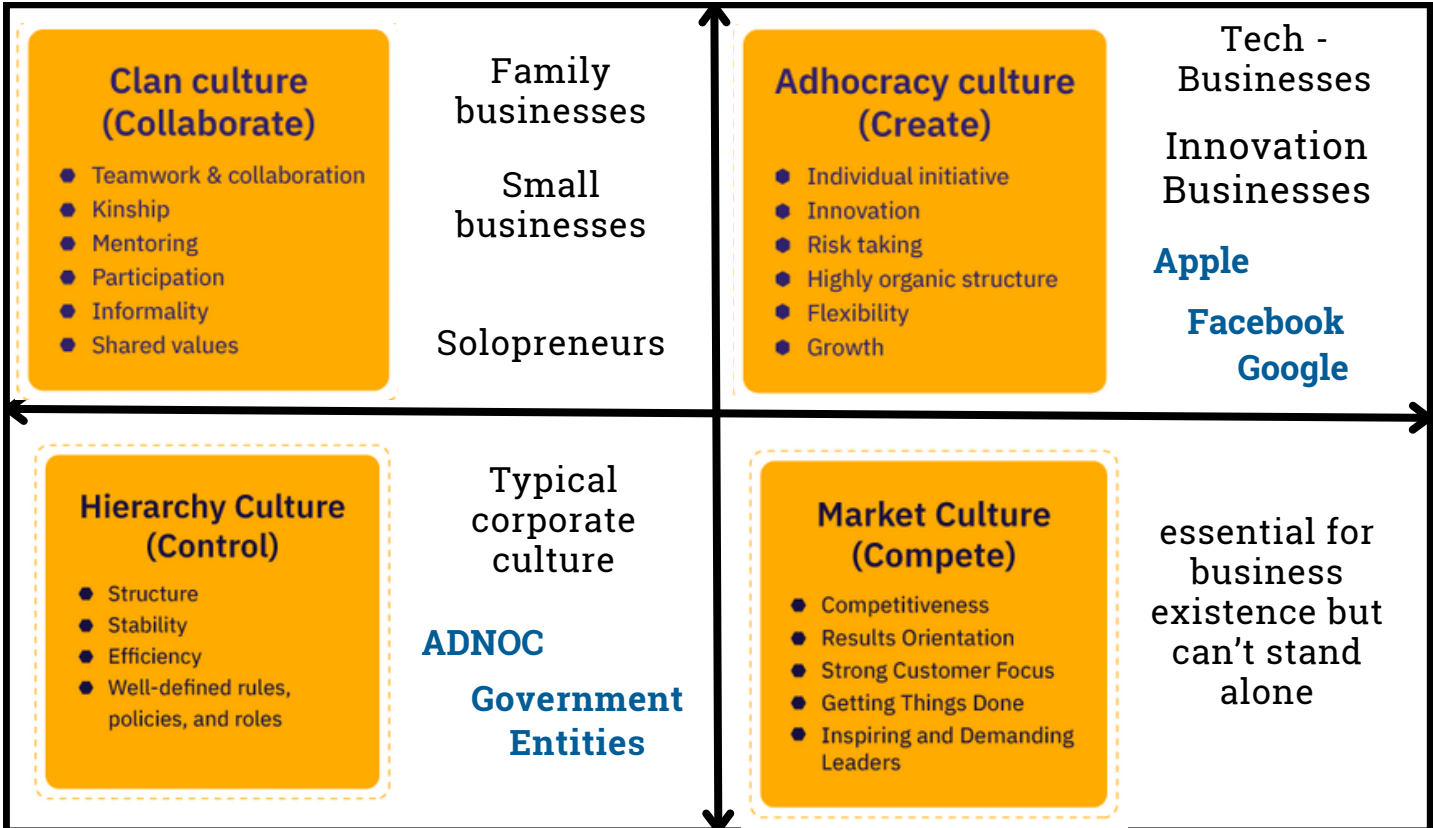 Clan culture
(Collaborate)
Teamwork & collaboration
Kinship
Mentoring
Participation
Informality
Shared values
Family
businesses
Small
businesses
Solopreneurs
Adhocracy culture
(Create)
Individual initiative
Innovation
Risk taking
Highly organic structure
Flexibility
Growth
Tech -
Businesses
Innovation
Businesses
Apple
Facebook
Google
Hierarchy Culture
(Control)
Structure
Stability
Efficiency
Well-defined rules,
policies, and roles
Typical
corporate
culture
ADNOC
Government
Entities
Market Culture
(Compete)
Competitiveness
Results Orientation
Strong Customer Focus
Getting Things Done
Inspiring and Demanding
Leaders
essential for
business
existence but
can’t stand
alone